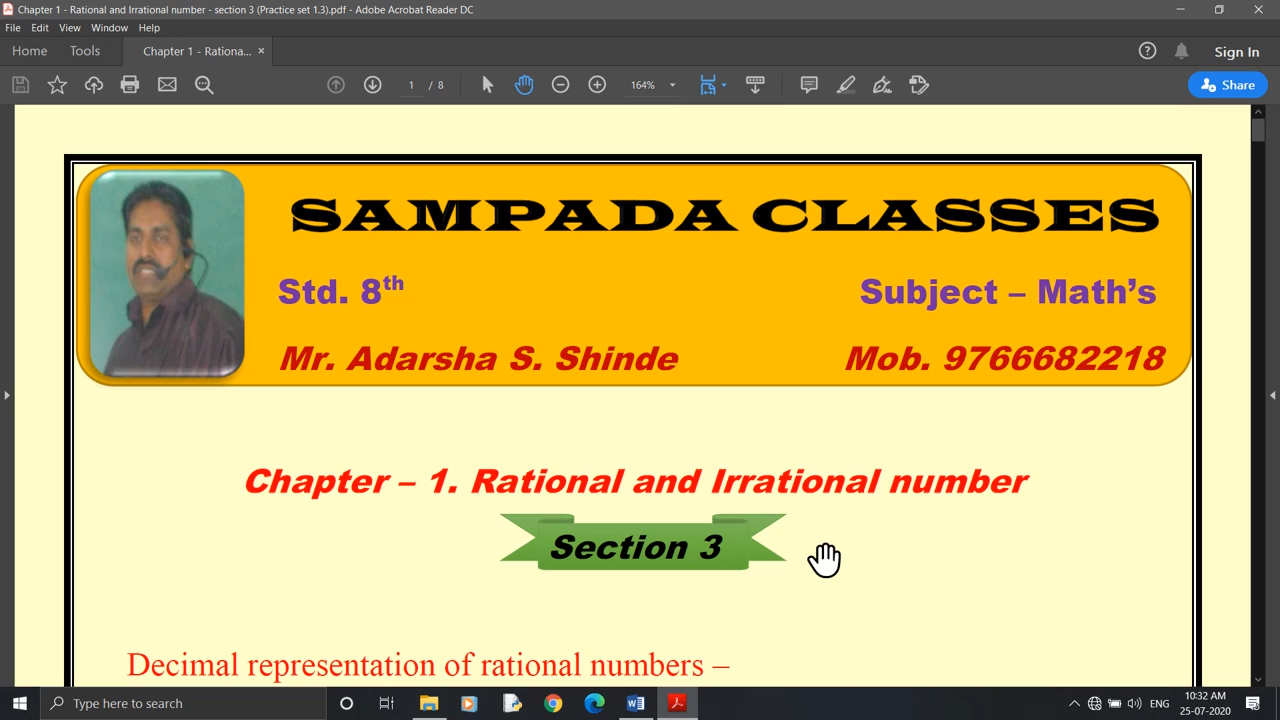 Chapter 1 - Rational and Irrational number - section 3 (Practice set 1.3).pdf - Adobe Acrobat Reader DC
File Edit View Window Help
Home Tools Chapter 1 - Rationa... × Sign In
1 / 8 164% Share
SAMPADA CLASSES
Std. 8th Subject – Math’s
Mr. Adarsha S. Shinde Mob. 9766682218
Chapter – 1. Rational and Irrational number
Section 3
Decimal representation of rational numbers –
Type here to search ENG 10:32 AM
25-07-2020